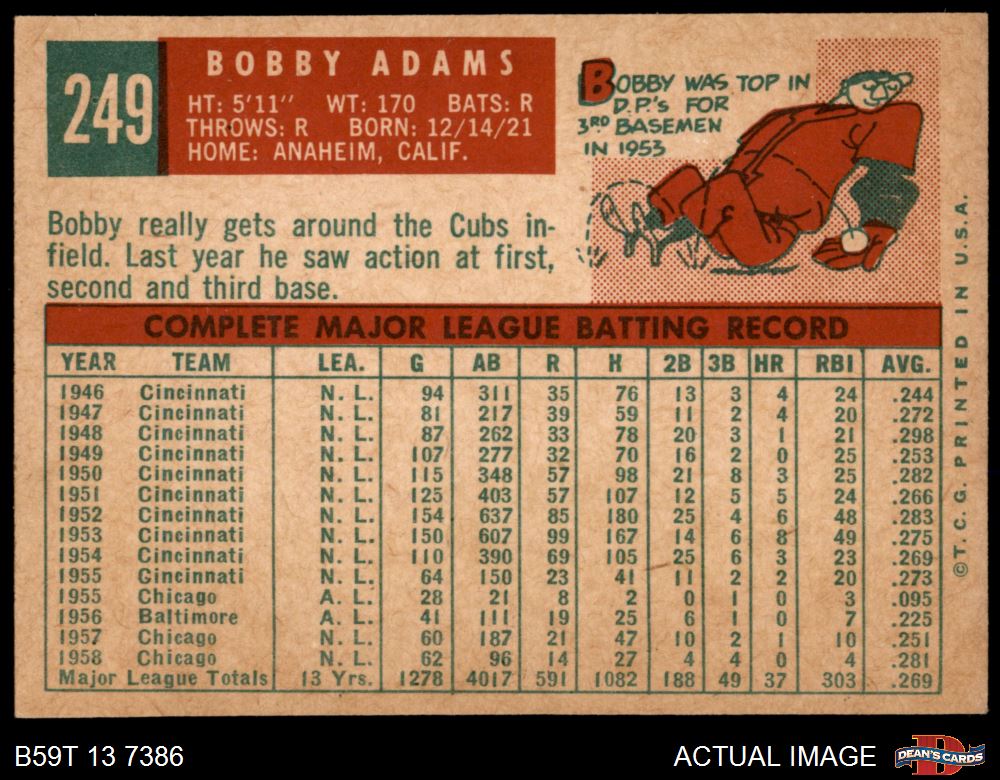 249
BOBBY ADAMS
HT: 5'11" WT: 170 BATS: R
THROWS: R BORN: 12/14/21
HOME: ANAHEIM, CALIF.
BOBBY WAS TOP IN
D.P.'s FOR
3RD BASEMEN
IN 1953
Bobby really gets around the Cubs in-
field. Last year he saw action at first,
second and third base.
COMPLETE MAJOR LEAGUE BATTING RECORD
YEAR TEAM LEA. G AB R H 2B 3B HR RBI AVG.
1946 Cincinnati N. L. 94 311 35 76 13 3 4 24 .244
1947 Cincinnati N. L. 81 217 39 59 11 2 4 20 .272
1948 Cincinnati N. L. 87 262 33 78 20 3 1 21 .298
1949 Cincinnati N. L. 107 277 32 70 16 2 0 25 .253
1950 Cincinnati N. L. 115 348 57 98 21 8 3 25 .282
1951 Cincinnati N. L. 125 403 57 107 12 5 5 24 .266
1952 Cincinnati N. L. 154 637 85 180 25 4 6 48 .283
1953 Cincinnati N. L. 150 607 99 167 14 6 8 49 .275
1954 Cincinnati N. L. 110 390 69 105 25 6 3 23 .269
1955 Cincinnati N. L. 64 150 23 41 11 2 2 20 .273
1955 Chicago A. L. 28 21 8 2 0 1 0 3 .095
1956 Baltimore A. L. 41 111 19 25 6 1 0 7 .225
1957 Chicago N. L. 60 187 21 47 10 2 1 10 .251
1958 Chicago N. L. 62 96 14 27 4 4 0 4 .281
Major League Totals 13 Yrs. 1278 4017 591 1082 188 49 37 303 .269
©T. C. G. PRINTED IN U.S.A.
B59T 13 7386
ACTUAL IMAGE
D
DEAN'S CARDS